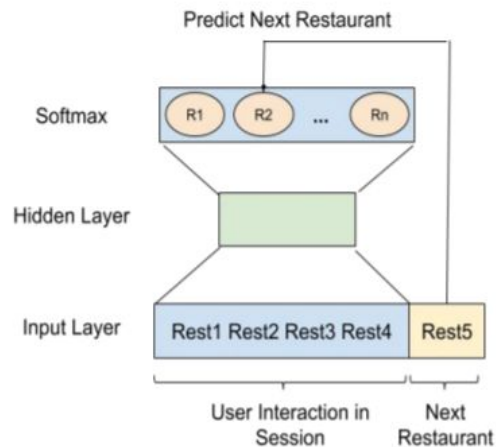 Predict Next Restaurant
Softmax
R1 R2 ... Rn
Hidden Layer
Input Layer
Rest1 Rest2 Rest3 Rest4 Rest5
User Interaction in
Session
Next
Restaurant